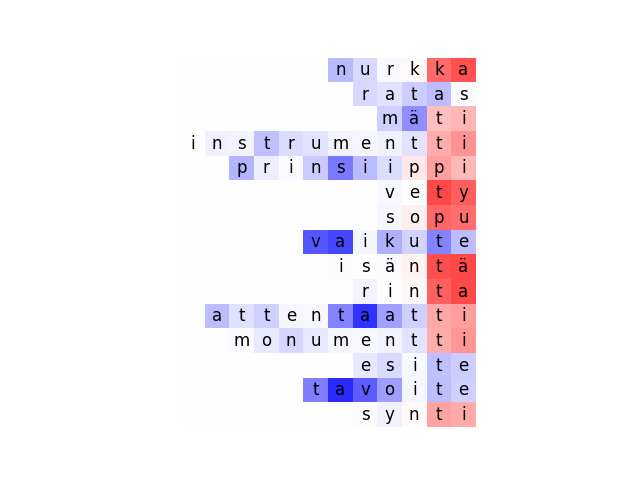 nurkka
ratas
mäti
instrumentti
prinsiippi
vety
sopu
vaikute
isäntä
rinta
attentaatti
monumentti
esite
tavoite
synti